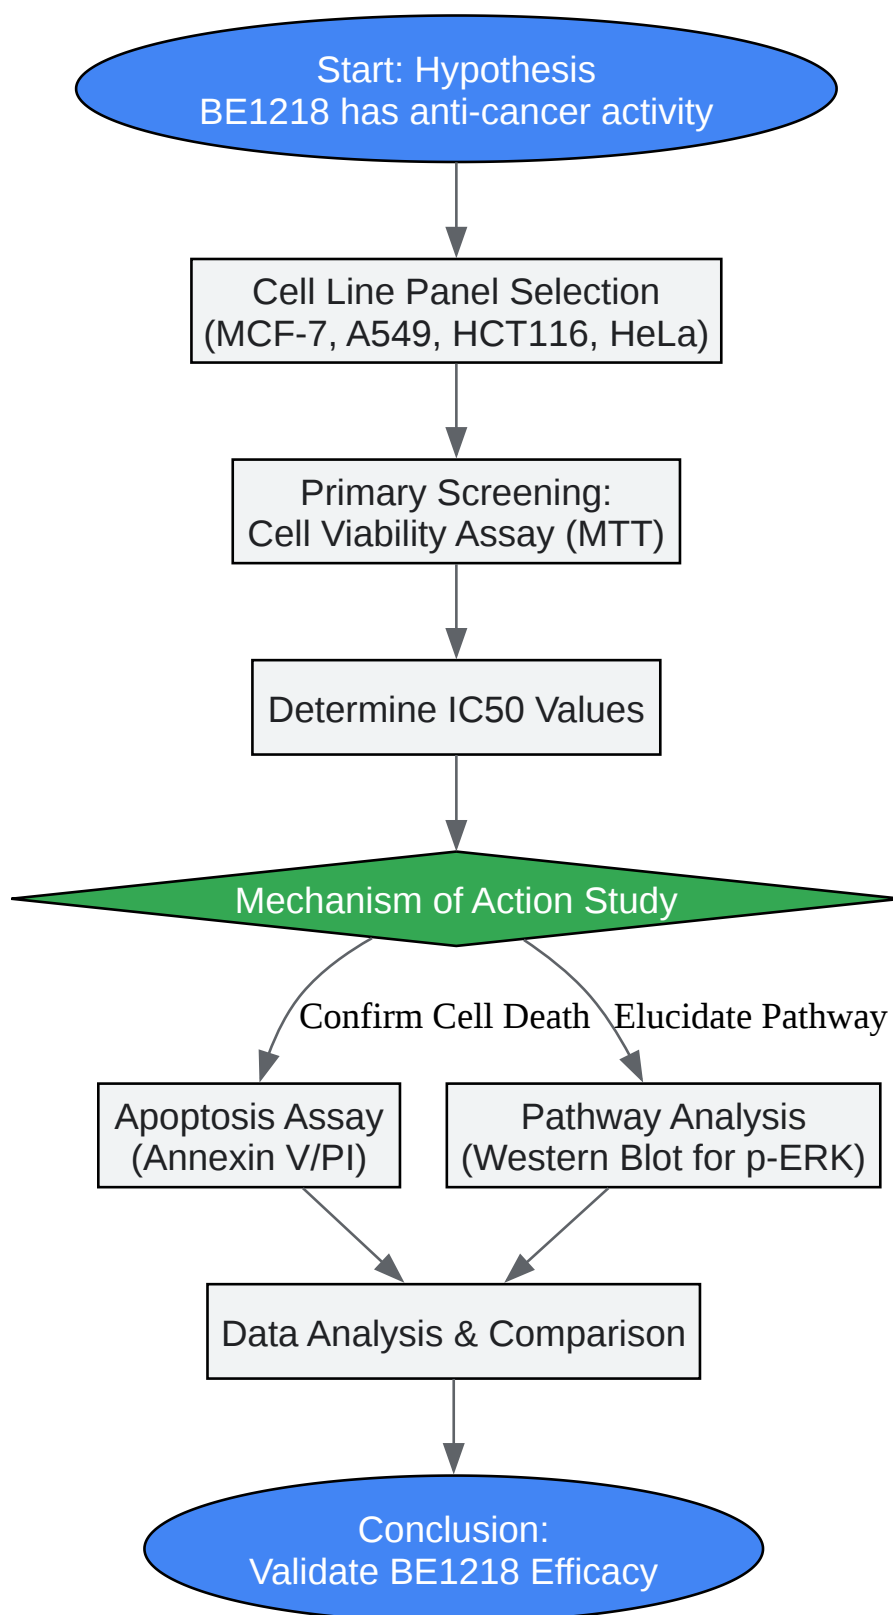 Start: Hypothesis
BE1218 has anti-cancer activity
Cell Line Panel Selection
(MCF-7, A549, HCT116, HeLa)
Primary Screening:
Cell Viability Assay (MTT)
Determine IC50 Values
Mechanism of Action Study
Confirm Cell Death
Elucidate Pathway
Apoptosis Assay
(Annexin V/PI)
Pathway Analysis
(Western Blot for p-ERK)
Data Analysis & Comparison
Conclusion:
Validate BE1218 Efficacy